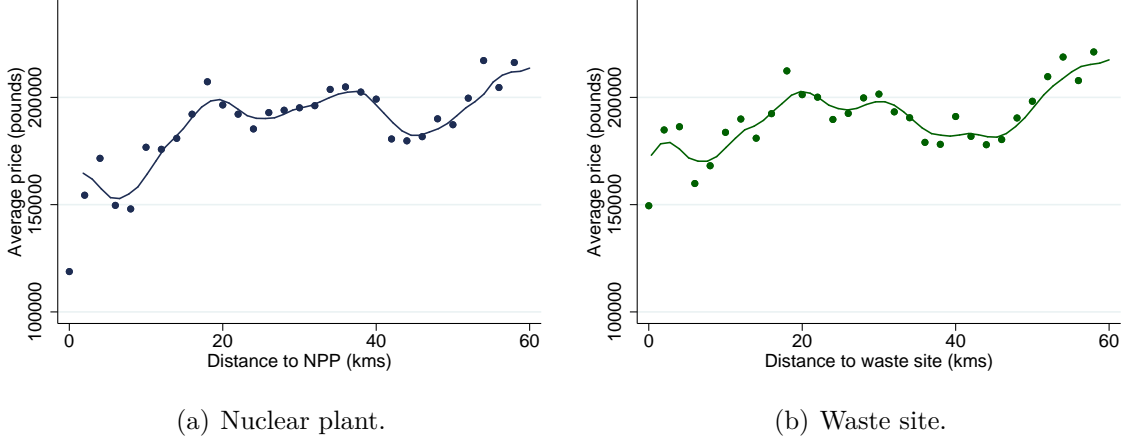 Average price (pounds)
200000
150000
100000
0
20
40
60
Distance to NPP (kms)
(a) Nuclear plant.
Average price (pounds)
200000
150000
100000
0
20
40
60
Distance to waste site (kms)
(b) Waste site.